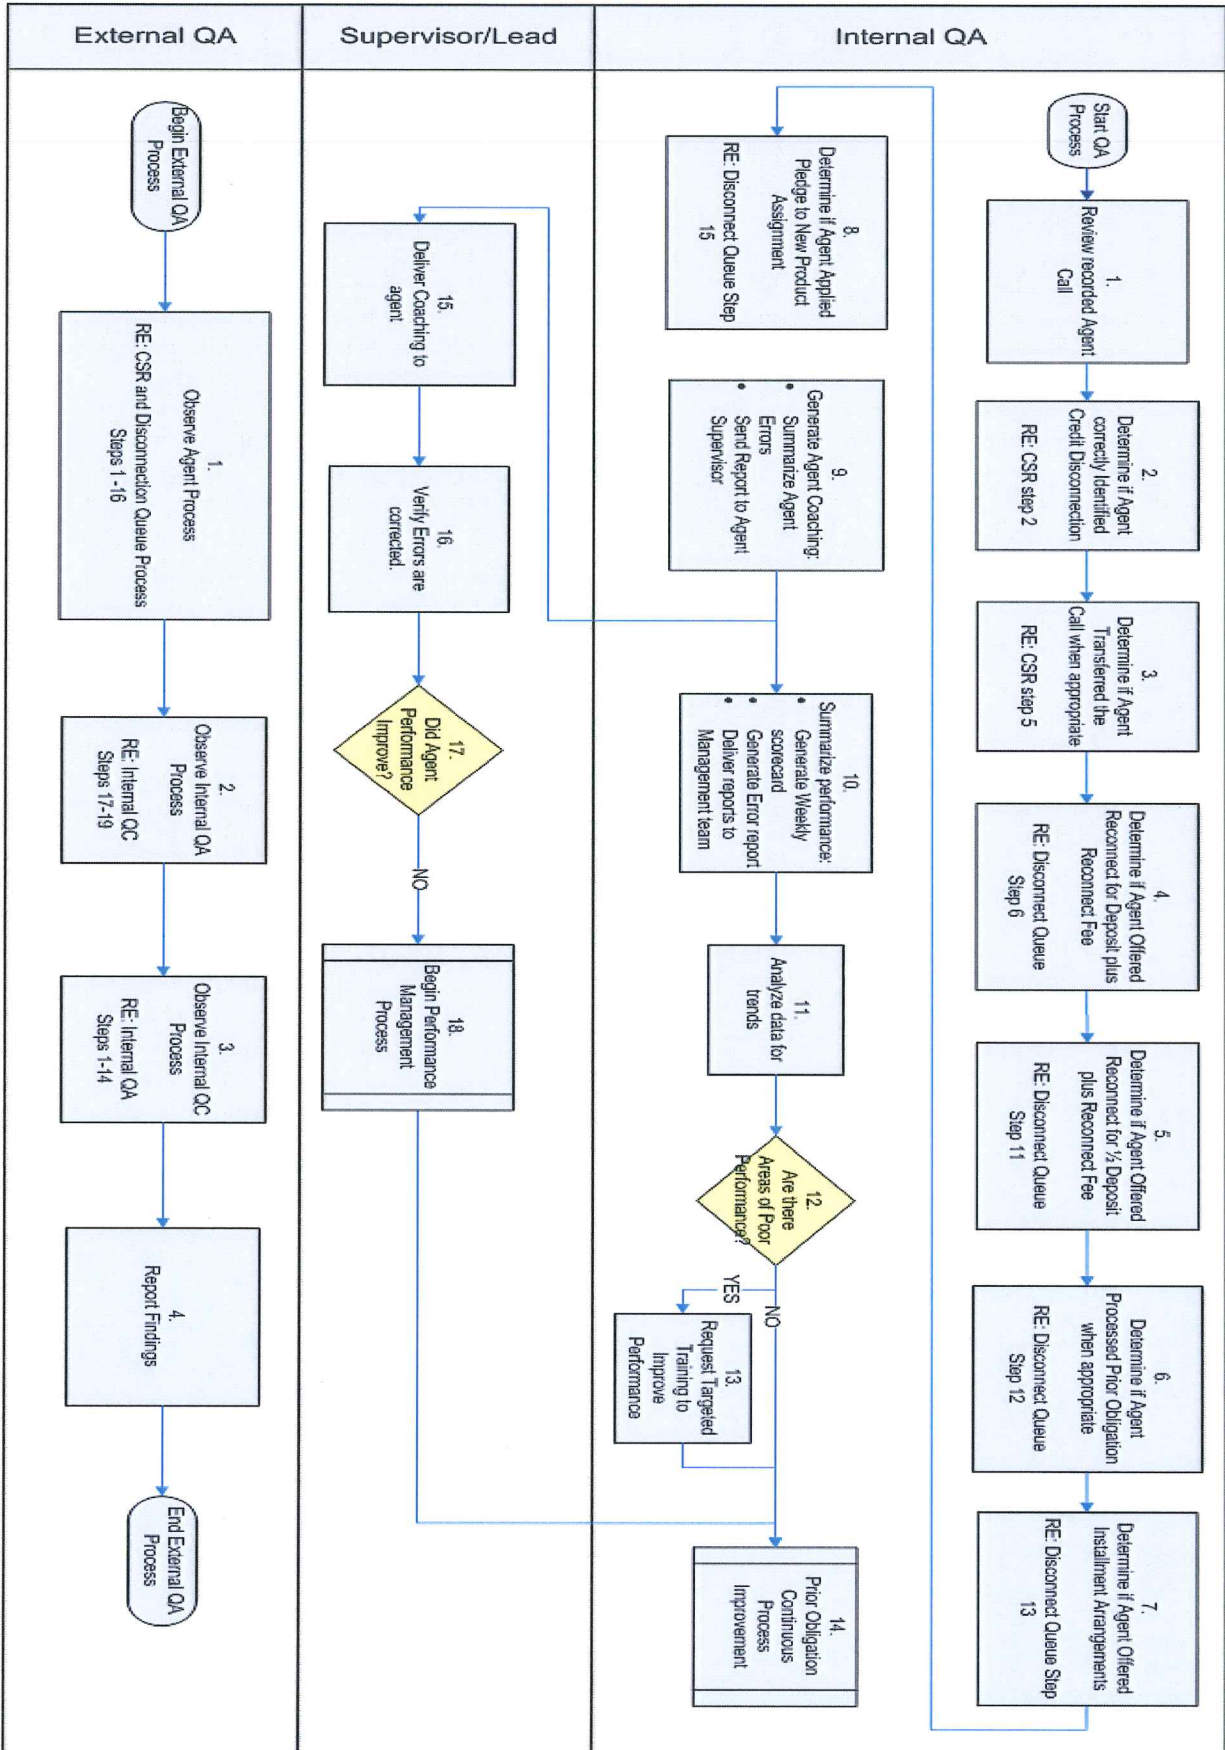 Internal QA
Start QA
Process
1.
Review recorded Agent
Call
2.
Determine if Agent
correctly Identified
Credit Disconnection
RE: CSR step 2
3.
Determine if Agent
Transferred the
Call when appropriate
RE: CSR step 5
4.
Determine if Agent Offered
Reconnect for Deposit plus
Reconnect Fee
RE: Disconnect Queue
Step 6
5.
Determine if Agent Offered
Reconnect for ½ Deposit
plus Reconnect Fee
RE: Disconnect Queue
Step 11
6.
Determine if Agent
Processed Prior Obligation
when appropriate
RE: Disconnect Queue
Step 12
7.
Determine if Agent Offered
Installment Arrangements
RE: Disconnect Queue Step
13
8.
Determine if Agent Applied
Pledge to New Product
Assignment
RE: Disconnect Queue Step
15
9.
Generate Agent Coaching:
• Summarize Agent
Errors
• Send Report to Agent
Supervisor
10.
Summarize performance:
• Generate Weekly
scorecard
• Generate Error report
• Deliver reports to
Management team
11.
Analyze data for
trends
12.
Are there
Areas of Poor
Performance?
NO
YES
13.
Request Targeted
Training to
Improve
Performance
14.
Prior Obligation
Continuous
Process
Improvement
Supervisor/Lead
15.
Deliver Coaching to
agent
16.
Verify Errors are
corrected.
17.
Did Agent
Performance
Improve?
NO
18.
Begin Performance
Management
Process
External QA
Begin External QA
Process
1.
Observe Agent Process
RE: CSR and Disconnection Queue Process
Steps 1 -16
2.
Observe Internal QA
Process
RE: Internal QC
Steps 17-19
3.
Observe Internal QC
Process
RE: Internal QA
Steps 1-14
4.
Report Findings
End External QA
Process